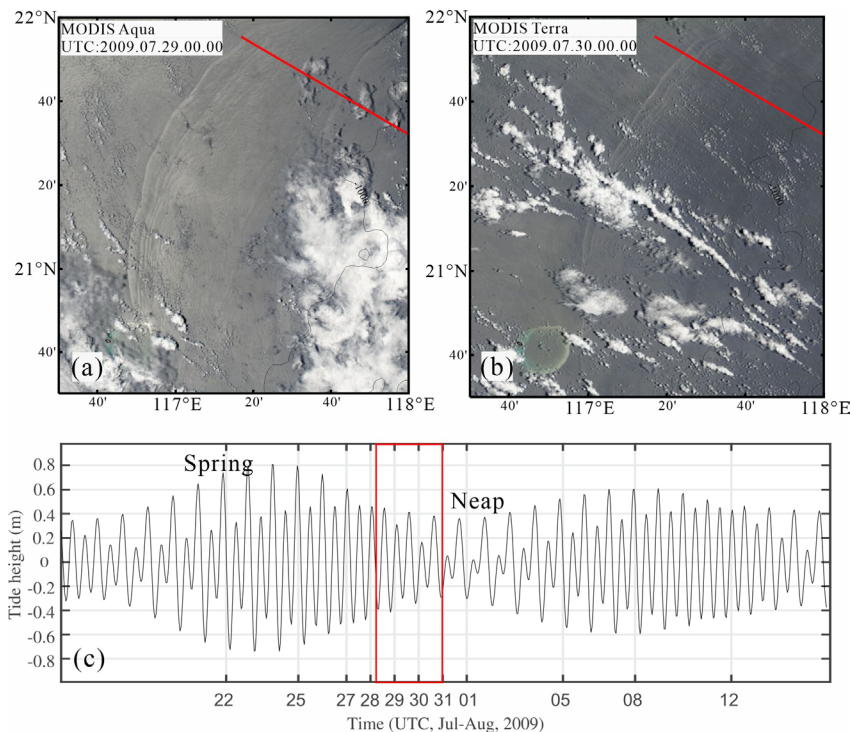 22°N
MODIS Aqua
UTC:2009.07.29.00.00
40'
20'
-1000
21°N
40'
(a)
40'
117°E
20'
40'
118°E
22°N
MODIS Terra
UTC:2009.07.30.00.00
40'
20'
-1000
21°N
40'
(b)
40'
117°E
20'
40'
118°E
Tide height (m)
0.8
0.6
0.4
0.2
0
-0.2
-0.4
-0.6
-0.8
Spring
Neap
(c)
22 25 27 28 29 30 31 01 05 08 12
Time (UTC, Jul-Aug, 2009)